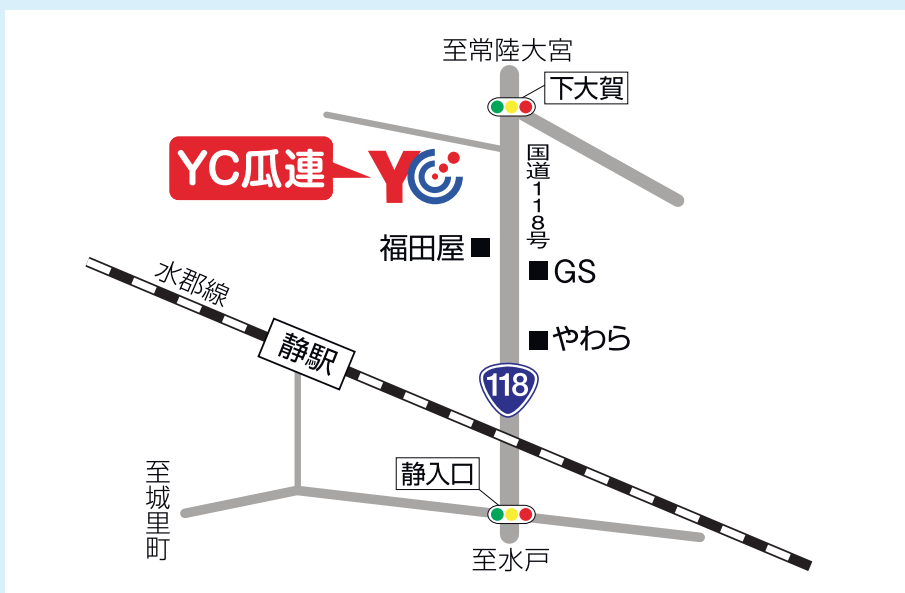 至常陸大宮
下大賀
YC瓜連
YC
国道118号
福田屋
GS
水郡線
やわら
静駅
118
静入口
至城里町
至水戸